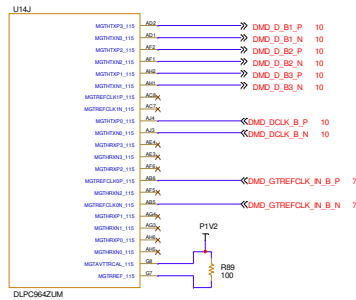 U14J
MGTHTXP3_115 AD2 DMD_D_B1_P 10
MGTHTXN3_115 AD1 DMD_D_B1_N 10
MGTHTXP2_115 AF2 DMD_D_B2_P 10
MGTHTXN2_115 AF1 DMD_D_B2_N 10
MGTHTXP1_115 AH2 DMD_D_B3_P 10
MGTHTXN1_115 AH1 DMD_D_B3_N 10
MGTREFCLK1P_115 AC8
MGTREFCLK1N_115 AC7
MGTHTXP0_115 AJ4 DMD_DCLK_B_P 10
MGTHTXN0_115 AJ3 DMD_DCLK_B_N 10
MGTHRXP3_115 AE4
MGTHRXN3_115 AE3
MGTHRXP2_115 AF6
MGTREFCLK0P_115 AB6 DMD_GTREFCLK_IN_B_P 7
MGTHRXN2_115 AF5
MGTREFCLK0N_115 AB5 DMD_GTREFCLK_IN_B_N 7
MGTHRXP1_115 AG4
MGTHRXN1_115 AG3
MGTHRXP0_115 AH6
MGTHRXN0_115 AH5
P1V2
MGTAVTTRCAL_115 G8
MGTRREF_115 G7
R89
100
DLPC964ZUM